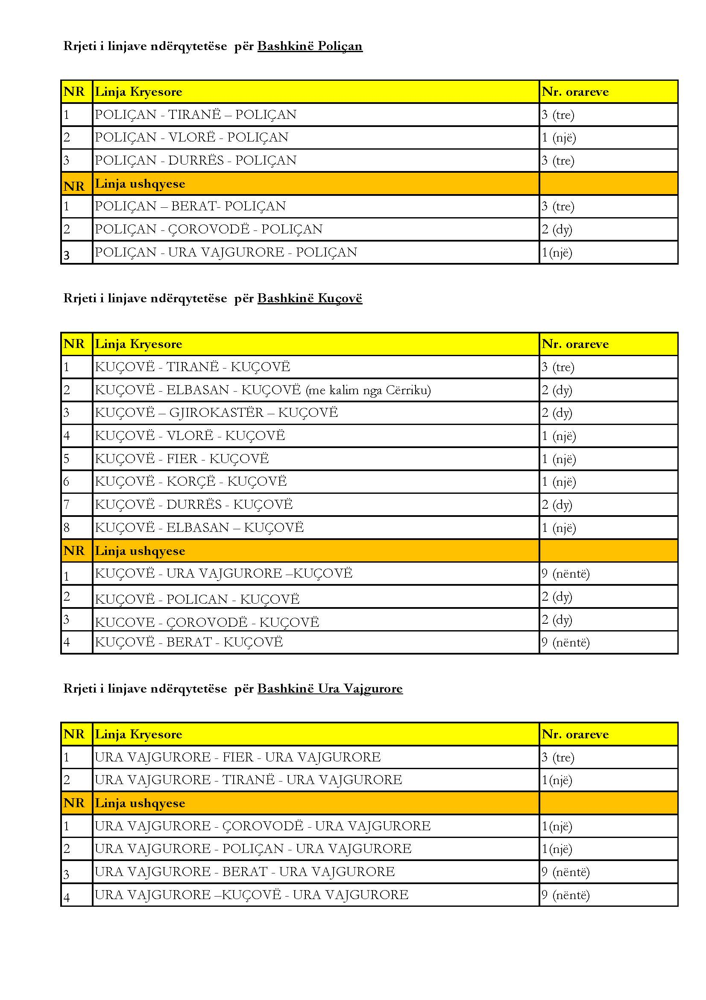 Rrjeti i linjave ndërqytetëse për Bashkinë Poliçan
NR Linja Kryesore Nr. orareve
1 POLIÇAN - TIRANË – POLIÇAN 3 (tre)
2 POLIÇAN - VLORË - POLIÇAN 1 (një)
3 POLIÇAN - DURRËS - POLIÇAN 3 (tre)
NR Linja ushqyese
1 POLIÇAN – BERAT- POLIÇAN 3 (tre)
2 POLIÇAN - ÇOROVODË - POLIÇAN 2 (dy)
3 POLIÇAN - URA VAJGURORE - POLIÇAN 1(një)
Rrjeti i linjave ndërqytetëse për Bashkinë Kuçovë
NR Linja Kryesore Nr. orareve
1 KUÇOVË - TIRANË - KUÇOVË 3 (tre)
2 KUÇOVË - ELBASAN - KUÇOVË (me kalim nga Cërriku) 2 (dy)
3 KUÇOVË – GJIROKASTËR – KUÇOVË 2 (dy)
4 KUÇOVË - VLORË - KUÇOVË 1 (një)
5 KUÇOVË - FIER - KUÇOVË 1 (një)
6 KUÇOVË - KORÇË - KUÇOVË 1 (një)
7 KUÇOVË - DURRËS - KUÇOVË 2 (dy)
8 KUÇOVË - ELBASAN – KUÇOVË 1 (një)
NR Linja ushqyese
1 KUÇOVË - URA VAJGURORE –KUÇOVË 9 (nëntë)
2 KUÇOVË - POLICAN - KUÇOVË 2 (dy)
3 KUCOVE - ÇOROVODË - KUÇOVË 2 (dy)
4 KUÇOVË - BERAT - KUÇOVË 9 (nëntë)
Rrjeti i linjave ndërqytetëse për Bashkinë Ura Vajgurore
NR Linja Kryesore Nr. orareve
1 URA VAJGURORE - FIER - URA VAJGURORE 3 (tre)
2 URA VAJGURORE - TIRANË - URA VAJGURORE 1(një)
NR Linja ushqyese
1 URA VAJGURORE - ÇOROVODË - URA VAJGURORE 1(një)
2 URA VAJGURORE - POLIÇAN - URA VAJGURORE 1(një)
3 URA VAJGURORE - BERAT - URA VAJGURORE 9 (nëntë)
4 URA VAJGURORE –KUÇOVË - URA VAJGURORE 9 (nëntë)